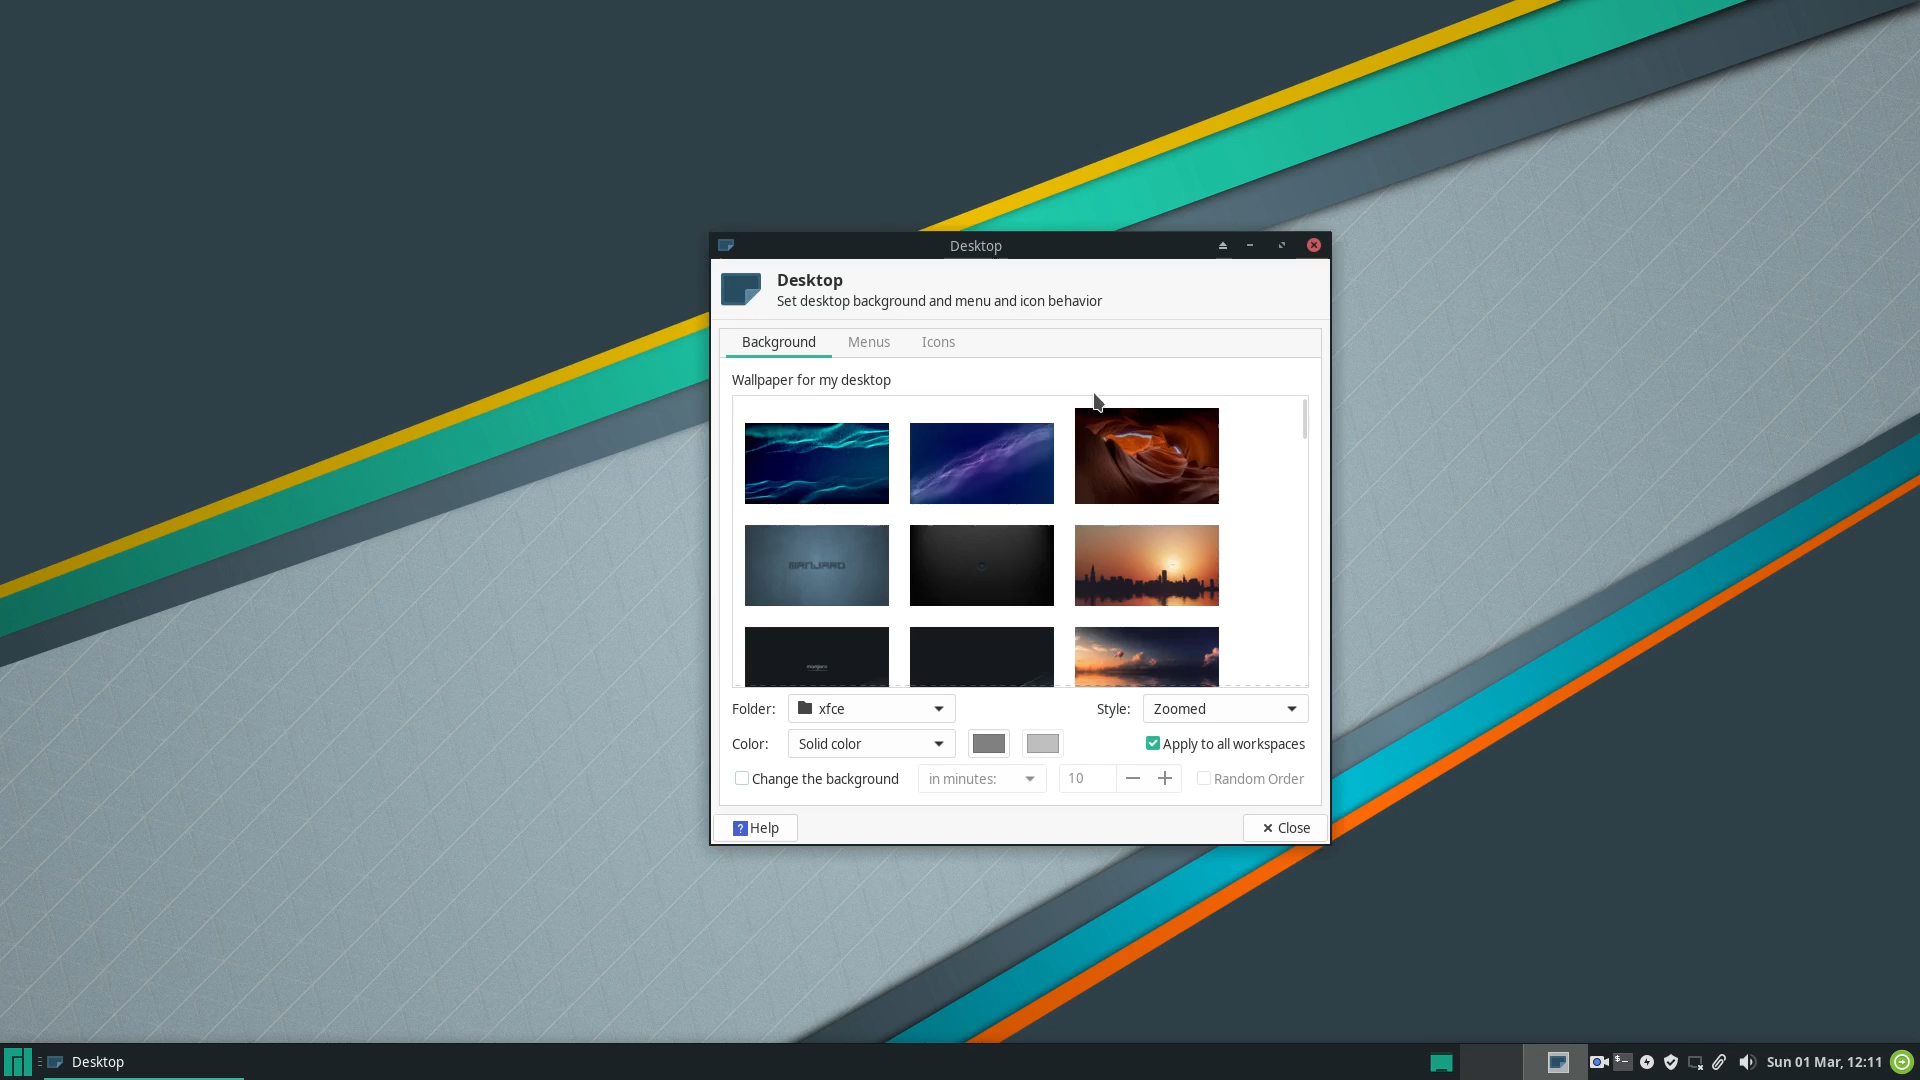 Desktop
Desktop
Set desktop background and menu and icon behavior
Background Menus Icons
Wallpaper for my desktop
MANJARO
manjaro
Folder: xfce Style: Zoomed
Color: Solid color Apply to all workspaces
Change the background in minutes: 10 Random Order
? Help Close
Desktop Sun 01 Mar, 12:11